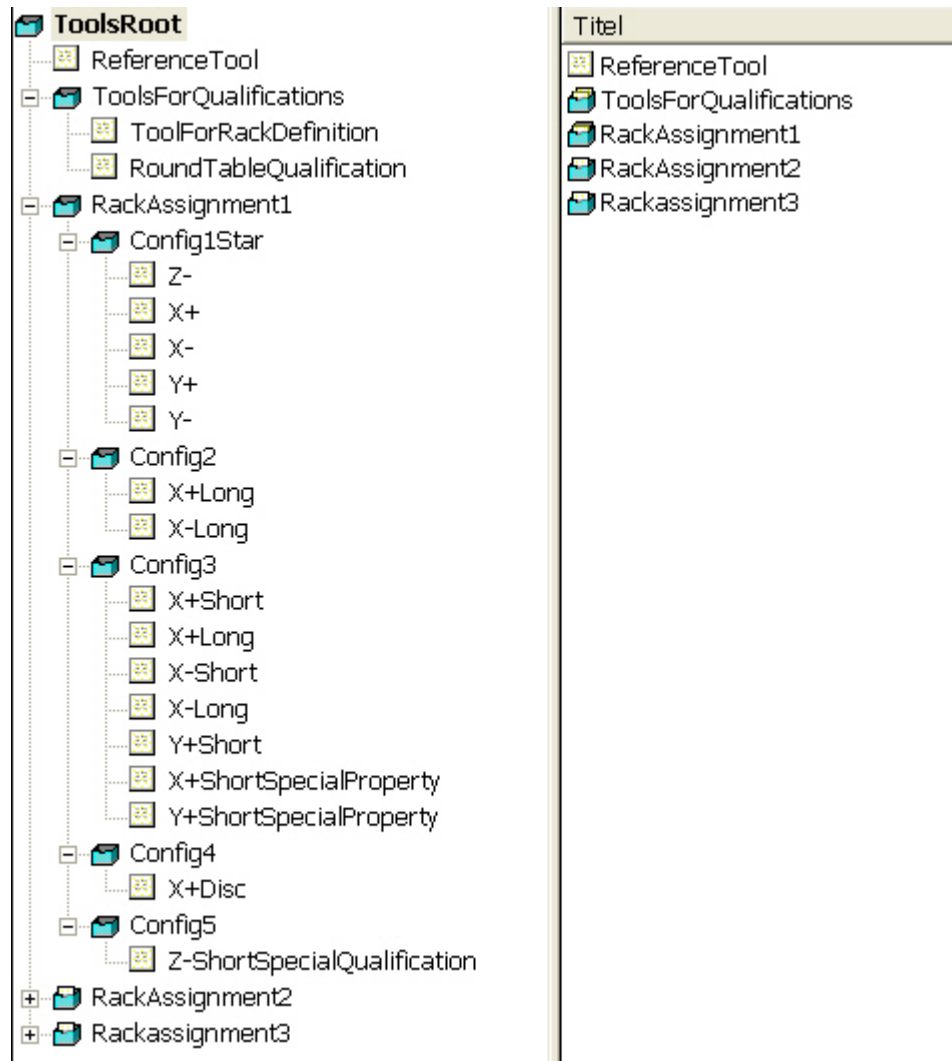 ToolsRoot
ReferenceTool
ToolsForQualifications
ToolForRackDefinition
RoundTableQualification
RackAssignment1
Config1Star
Z-
X+
X-
Y+
Y-
Config2
X+Long
X-Long
Config3
X+Short
X+Long
X-Short
X-Long
Y+Short
X+ShortSpecialProperty
Y+ShortSpecialProperty
Config4
X+Disc
Config5
Z-ShortSpecialQualification
RackAssignment2
Rackassignment3
Titel
ReferenceTool
ToolsForQualifications
RackAssignment1
RackAssignment2
Rackassignment3